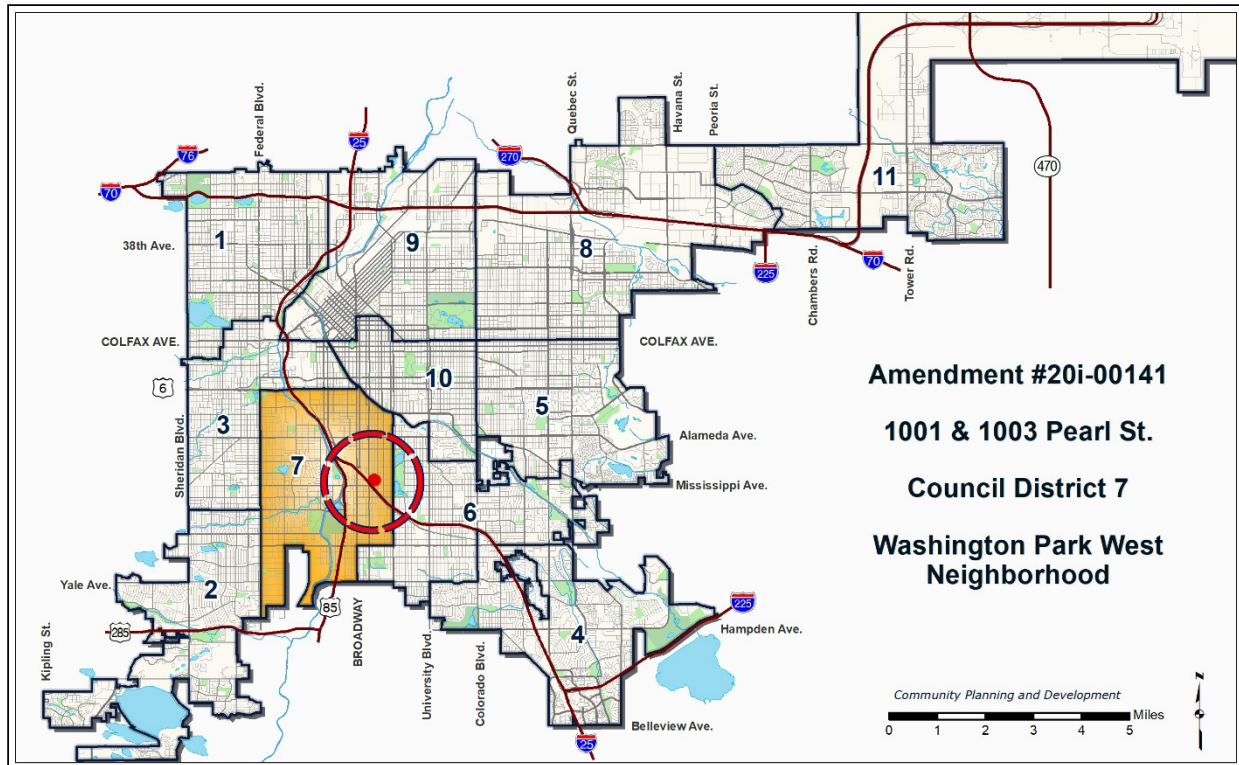 Federal Blvd.
25
Quebec St.
Havana St.
Peoria St.
76
270
70
470
11
1
9
8
38th Ave.
225
Chambers Rd.
70
Tower Rd.
COLFAX AVE.
COLFAX AVE.
6
10
5
3
Sheridan Blvd.
Alameda Ave.
7
Mississippi Ave.
6
Amendment #20i-00141
1001 & 1003 Pearl St.
Council District 7
Washington Park West
Neighborhood
Yale Ave.
2
85
BROADWAY
225
285
4
Hampden Ave.
Kipling St.
University Blvd.
Colorado Blvd.
Community Planning and Development
Miles
0 1 2 3 4 5
Belleview Ave.
25
N